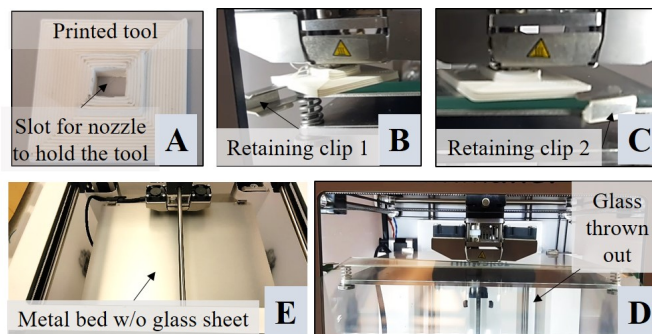 Printed tool
Slot for nozzle
to hold the tool
A
Retaining clip 1
B
Retaining clip 2
C
Metal bed w/o glass sheet
E
Glass
thrown
out
D